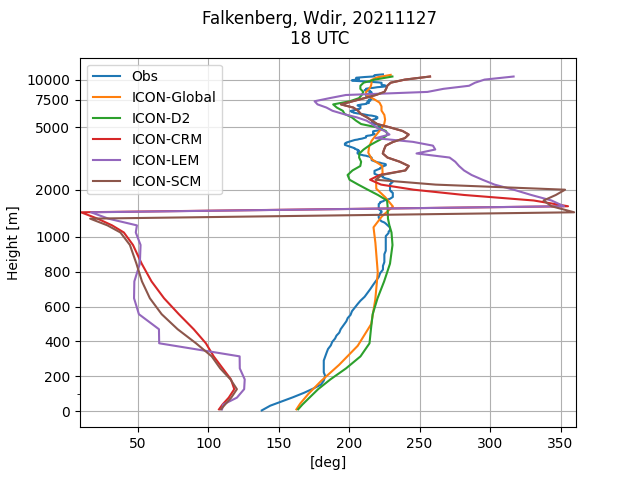 Falkenberg, Wdir, 20211127
18 UTC
Obs
ICON-Global
ICON-D2
ICON-CRM
ICON-LEM
ICON-SCM
Height [m]
10000
7500
5000
2000
1000
800
600
400
200
0
50 100 150 200 250 300 350
[deg]